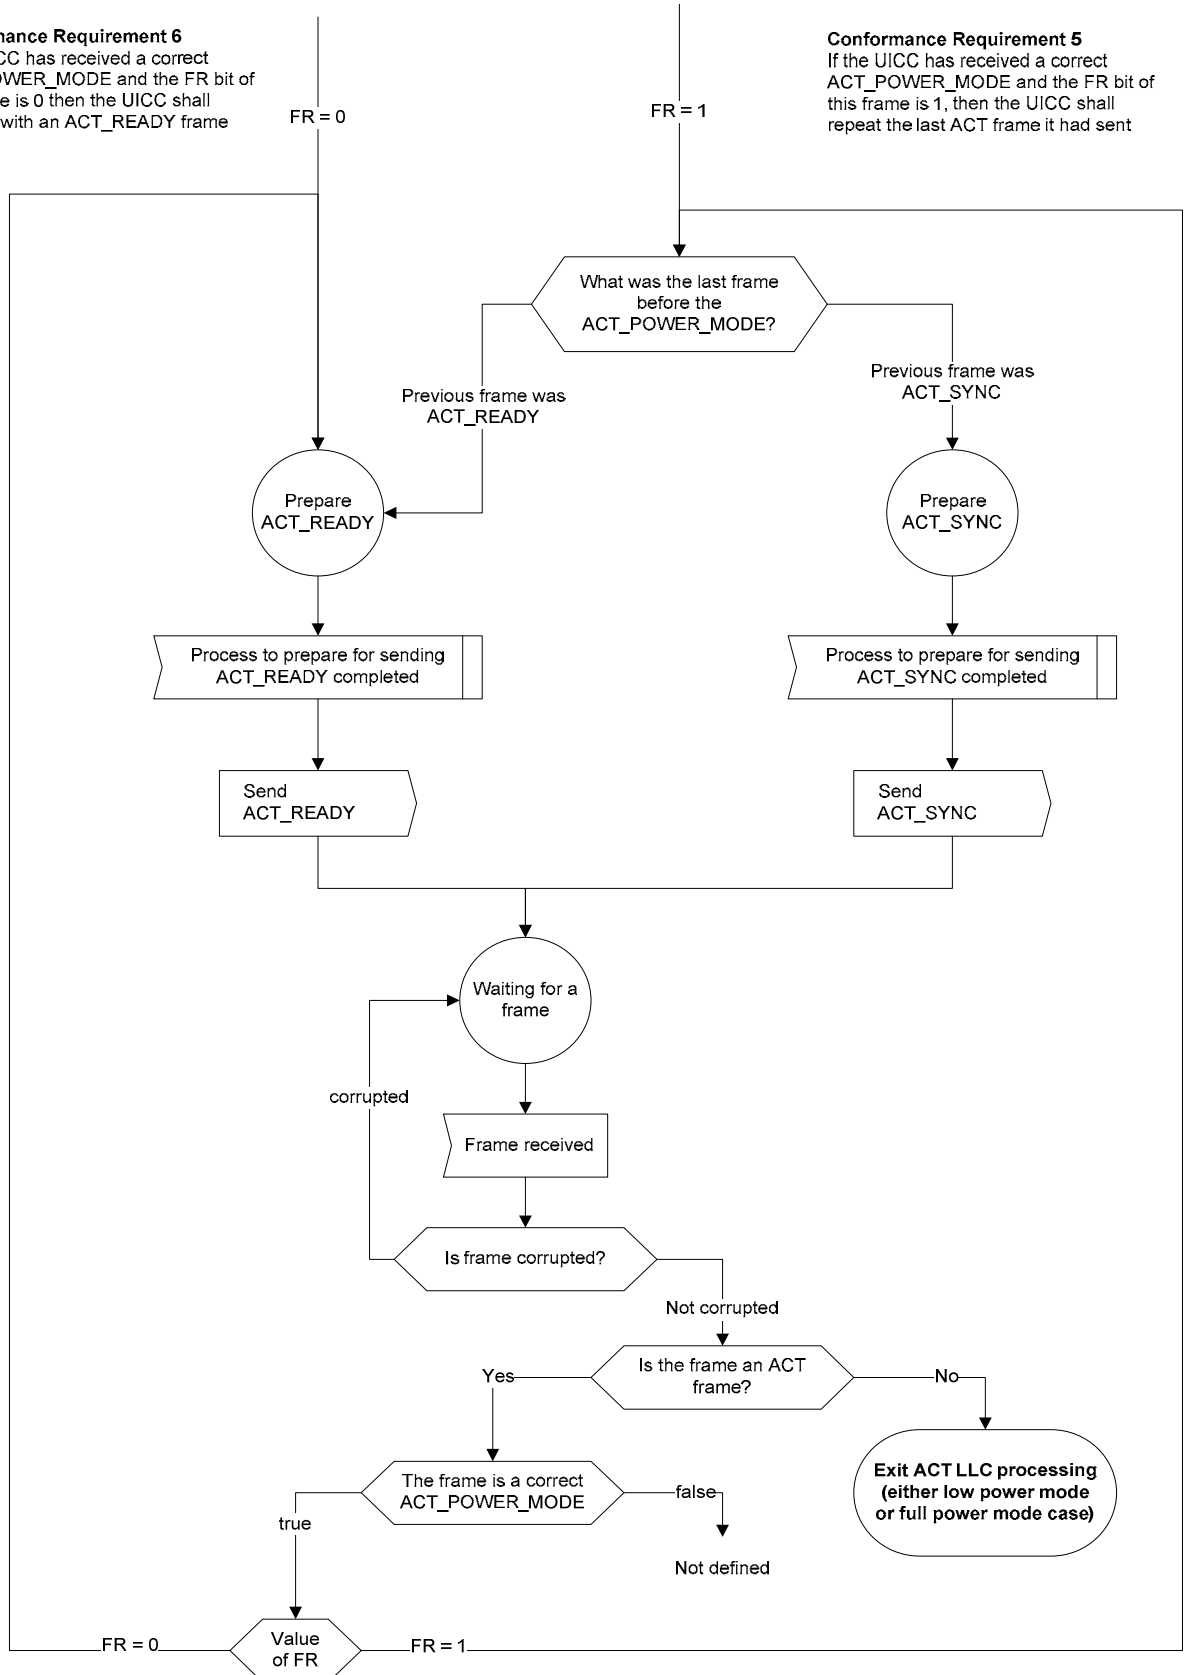 nance Requirement 6
CC has received a correct
OWER_MODE and the FR bit of
e is 0 then the UICC shall
with an ACT_READY frame
FR = 0
FR = 1
Conformance Requirement 5
If the UICC has received a correct
ACT_POWER_MODE and the FR bit of
this frame is 1, then the UICC shall
repeat the last ACT frame it had sent
What was the last frame
before the
ACT_POWER_MODE?
Previous frame was
ACT_READY
Previous frame was
ACT_SYNC
Prepare
ACT_READY
Prepare
ACT_SYNC
Process to prepare for sending
ACT_READY completed
Process to prepare for sending
ACT_SYNC completed
Send
ACT_READY
Send
ACT_SYNC
Waiting for a
frame
corrupted
Frame received
Is frame corrupted?
Not corrupted
Is the frame an ACT
frame?
Yes
No
The frame is a correct
ACT_POWER_MODE
false
true
Exit ACT LLC processing
(either low power mode
or full power mode case)
Not defined
FR = 0
Value
of FR
FR = 1